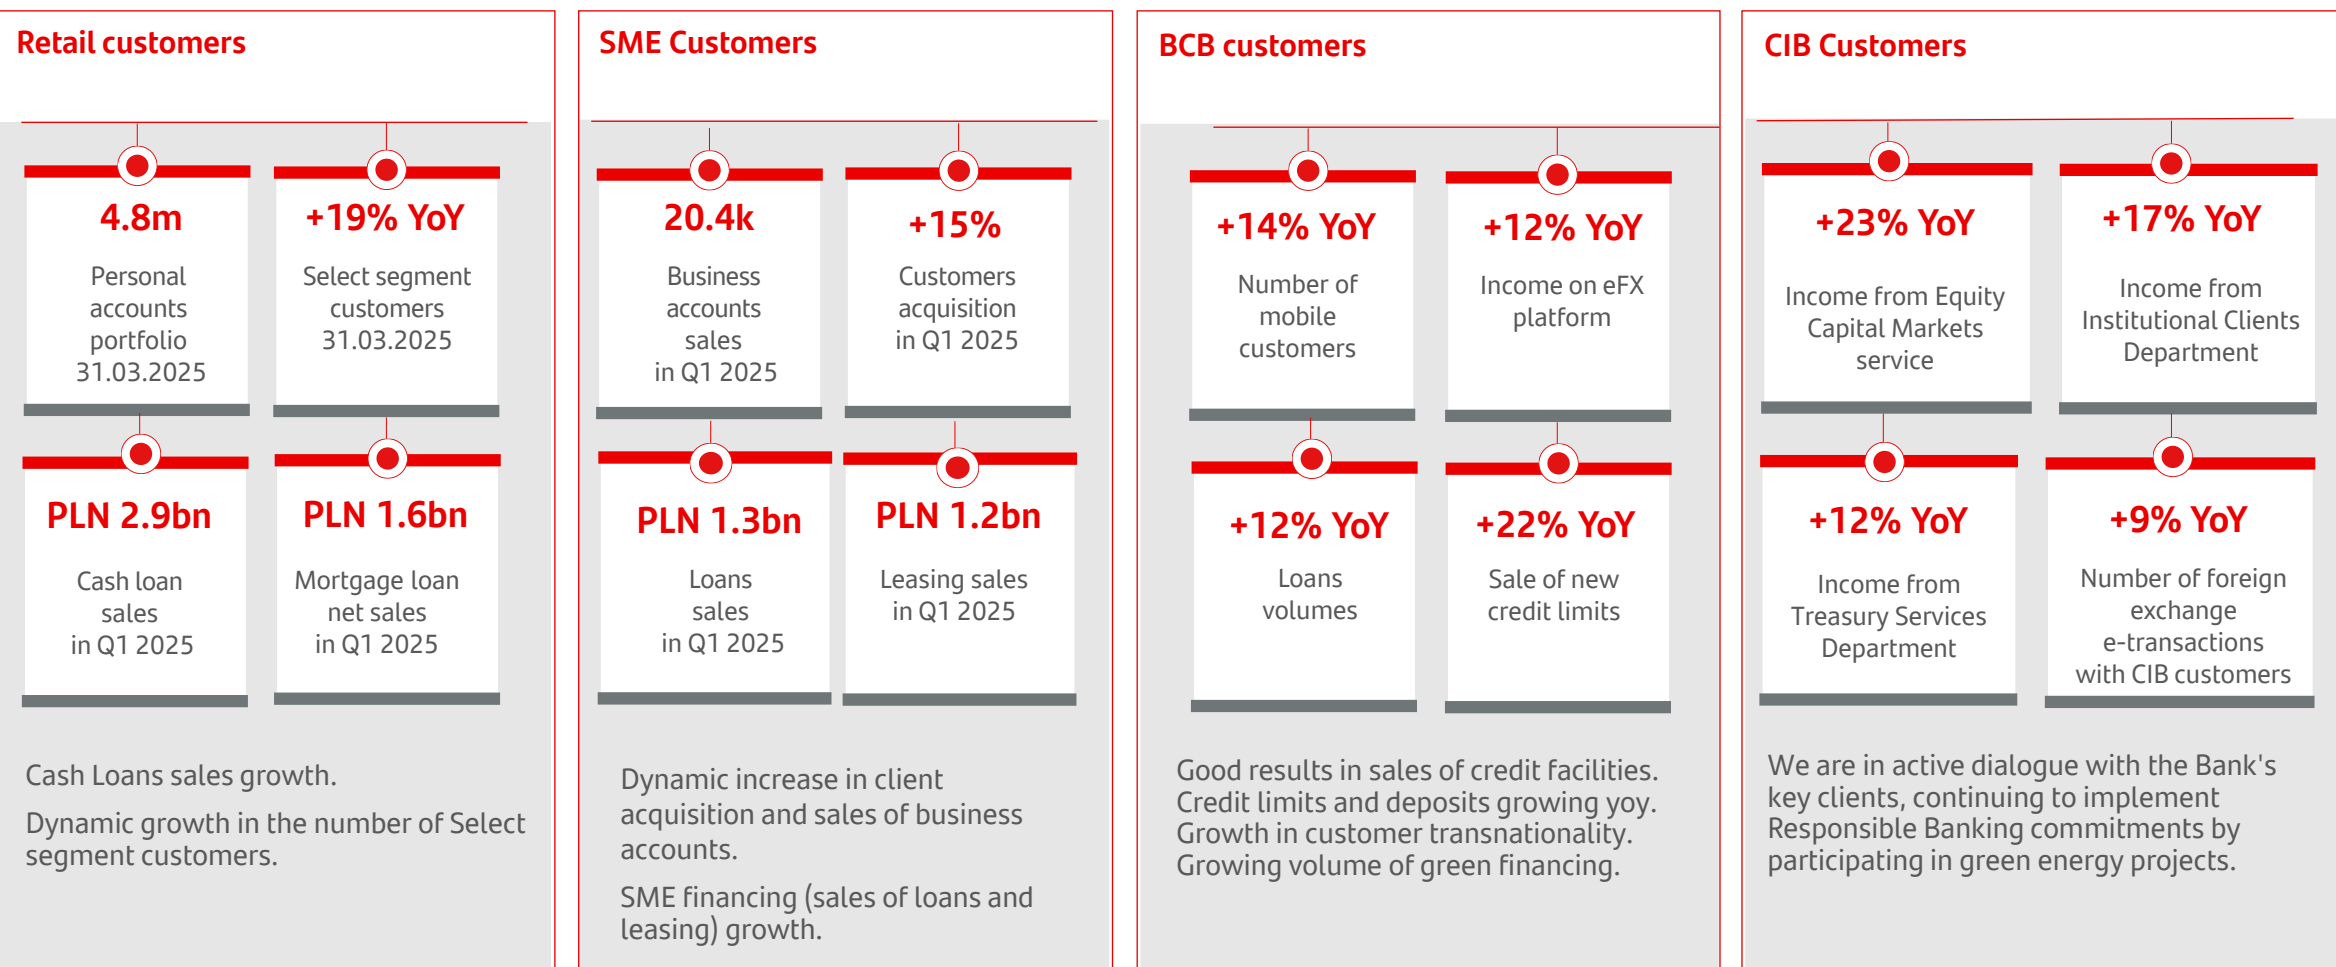 Retail customers
4.8m
Personal
accounts
portfolio
31.03.2025
+19% YoY
Select segment
customers
31.03.2025
PLN 2.9bn
Cash loan
sales
in Q1 2025
PLN 1.6bn
Mortgage loan
net sales
in Q1 2025
Cash Loans sales growth.
Dynamic growth in the number of Select
segment customers.
SME Customers
20.4k
Business
accounts
sales
in Q1 2025
+15%
Customers
acquisition
in Q1 2025
PLN 1.3bn
Loans
sales
in Q1 2025
PLN 1.2bn
Leasing sales
in Q1 2025
Dynamic increase in client
acquisition and sales of business
accounts.
SME financing (sales of loans and
leasing) growth.
BCB customers
+14% YoY
Number of
mobile
customers
+12% YoY
Income on eFX
platform
+12% YoY
Loans
volumes
+22% YoY
Sale of new
credit limits
Good results in sales of credit facilities.
Credit limits and deposits growing yoy.
Growth in customer transnationality.
Growing volume of green financing.
CIB Customers
+23% YoY
Income from Equity
Capital Markets
service
+17% YoY
Income from
Institutional Clients
Department
+12% YoY
Income from
Treasury Services
Department
+9% YoY
Number of foreign
exchange
e-transactions
with CIB customers
We are in active dialogue with the Bank's
key clients, continuing to implement
Responsible Banking commitments by
participating in green energy projects.